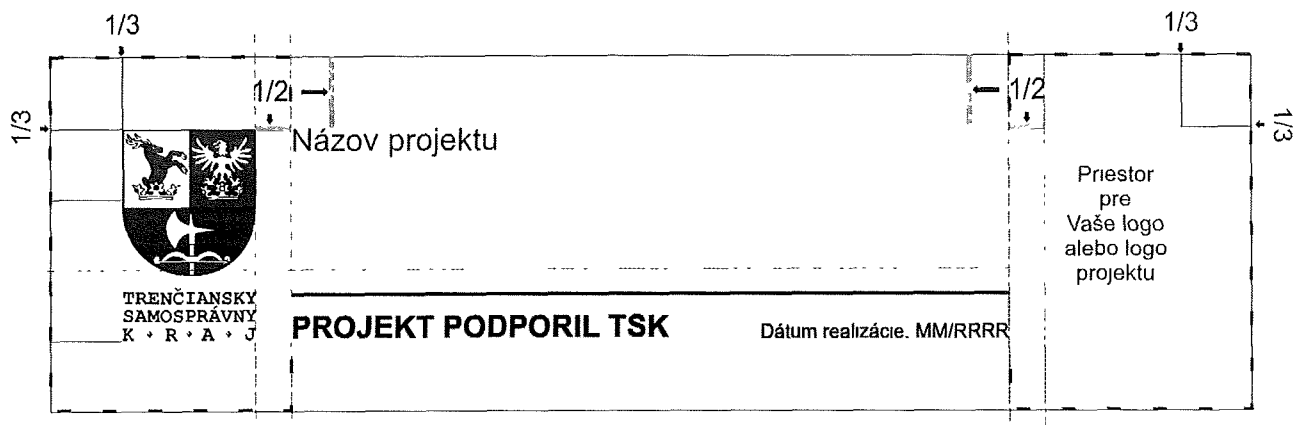 1/3
1/3
1/2
1/2
1/3
1/3
Názov projektu
Priestor
pre
Vaše logo
alebo logo
projektu
TRENČIANSKY
SAMOSPRÁVNY
K • R • A • J
PROJEKT PODPORIL TSK
Dátum realizácie. MM/RRRR